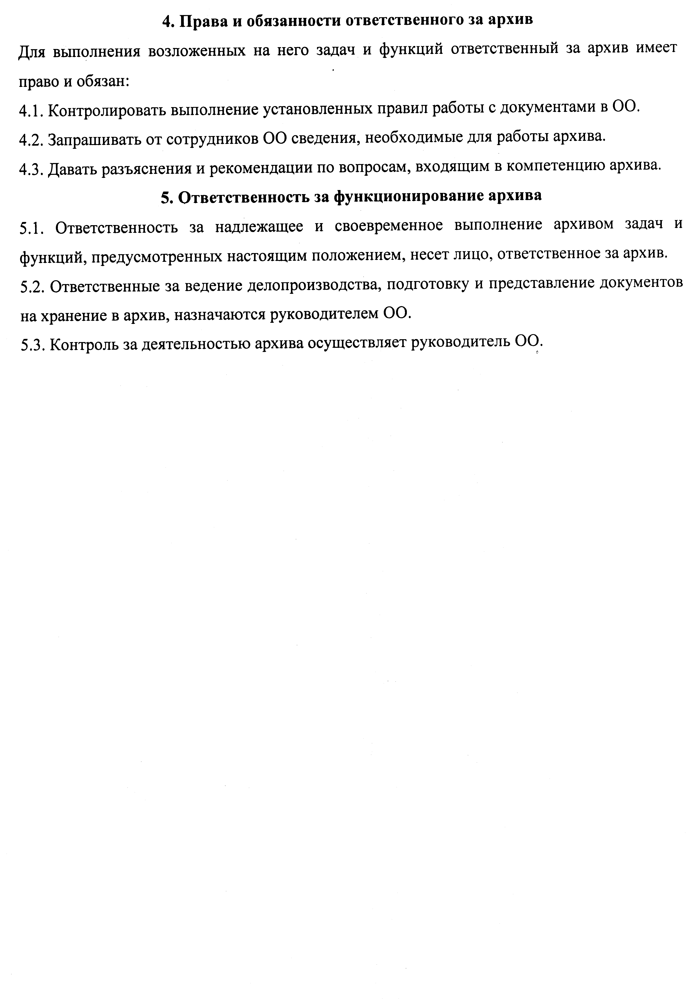 4. Права и обязанности ответственного за архив
Для выполнения возложенных на него задач и функций ответственный за архив имеет
право и обязан:
4.1. Контролировать выполнение установленных правил работы с документами в ОО.
4.2. Запрашивать от сотрудников ОО сведения, необходимые для работы архива.
4.3. Давать разъяснения и рекомендации по вопросам, входящим в компетенцию архива.
5. Ответственность за функционирование архива
5.1. Ответственность за надлежащее и своевременное выполнение архивом задач и
функций, предусмотренных настоящим положением, несет лицо, ответственное за архив.
5.2. Ответственные за ведение делопроизводства, подготовку и представление документов
на хранение в архив, назначаются руководителем ОО.
5.3. Контроль за деятельностью архива осуществляет руководитель ОО.